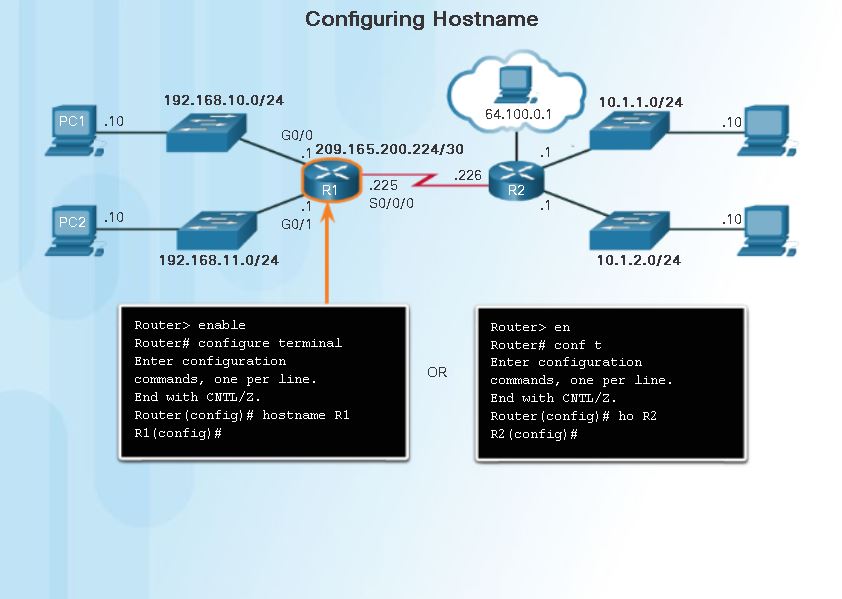 Configuring Hostname
192.168.10.0/24
64.100.0.1
10.1.1.0/24
PC1
.10
G0/0
.1
209.165.200.224/30
.1
.10
R1
.225
S0/0/0
.226
R2
PC2
.10
.1
G0/1
.1
.10
192.168.11.0/24
10.1.2.0/24
Router> enable
Router# configure terminal
Enter configuration
commands, one per line.
End with CNTL/Z.
Router(config)# hostname R1
R1(config)#
OR
Router> en
Router# conf t
Enter configuration
commands, one per line.
End with CNTL/Z.
Router(config)# ho R2
R2(config)#